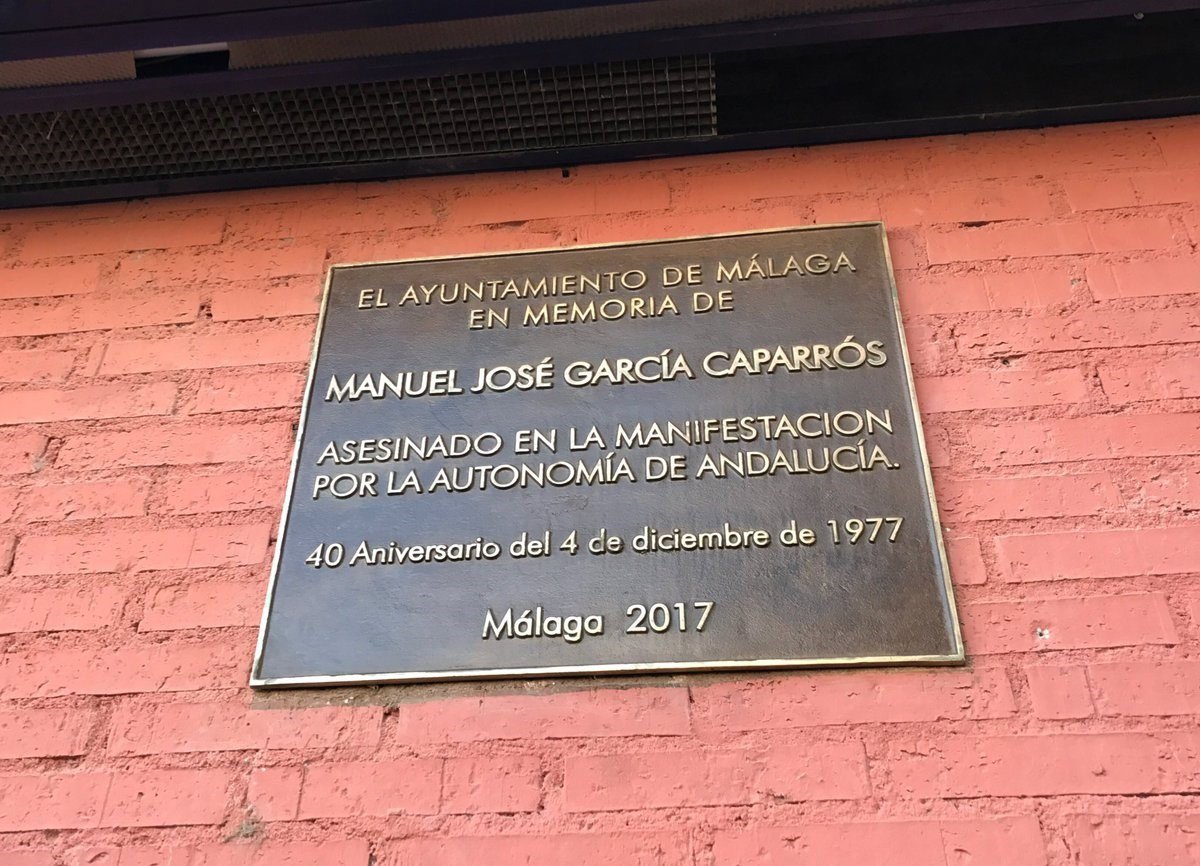 EL AYUNTAMIENTO DE MÁLAGA
EN MEMORIA DE
MANUEL JOSÉ GARCÍA CAPARRÓS
ASESINADO EN LA MANIFESTACION
POR LA AUTONOMÍA DE ANDALUCÍA.
40 Aniversario del 4 de diciembre de 1977
Málaga 2017